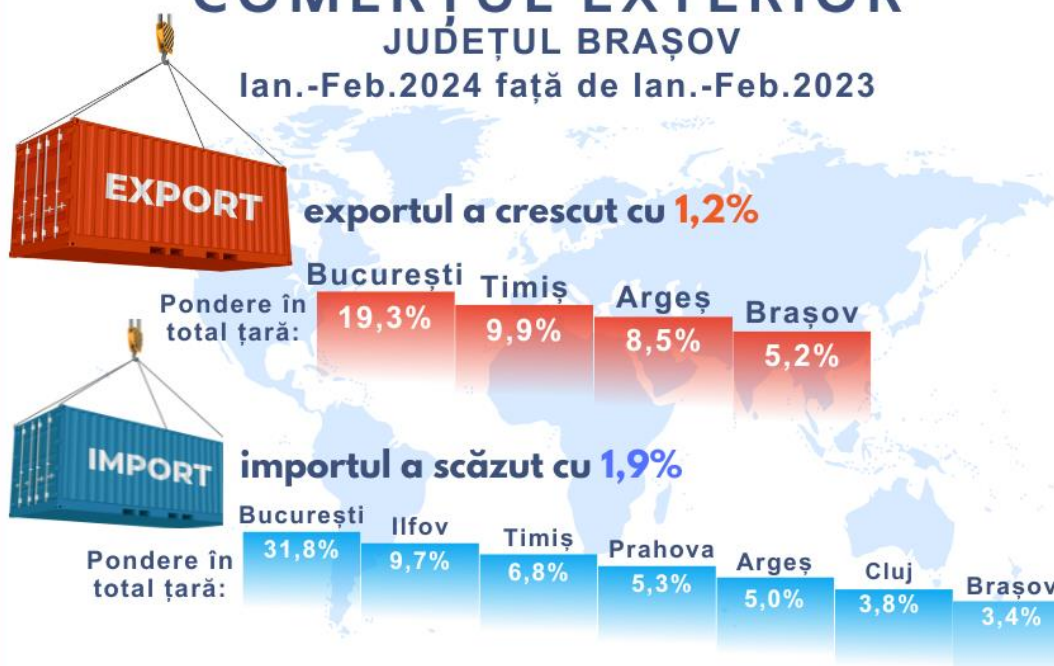 COMERȚUL EXTERIOR
JUDEȚUL BRAȘOV
Ian.-Feb.2024 față de Ian.-Feb.2023
EXPORT
exportul a crescut cu 1,2%
Pondere în
total țară:
București
19,3%
Timiș
9,9%
Argeș
8,5%
Brașov
5,2%
IMPORT
importul a scăzut cu 1,9%
Pondere în
total țară:
București
31,8%
Ilfov
9,7%
Timiș
6,8%
Prahova
5,3%
Argeș
5,0%
Cluj
3,8%
Brașov
3,4%